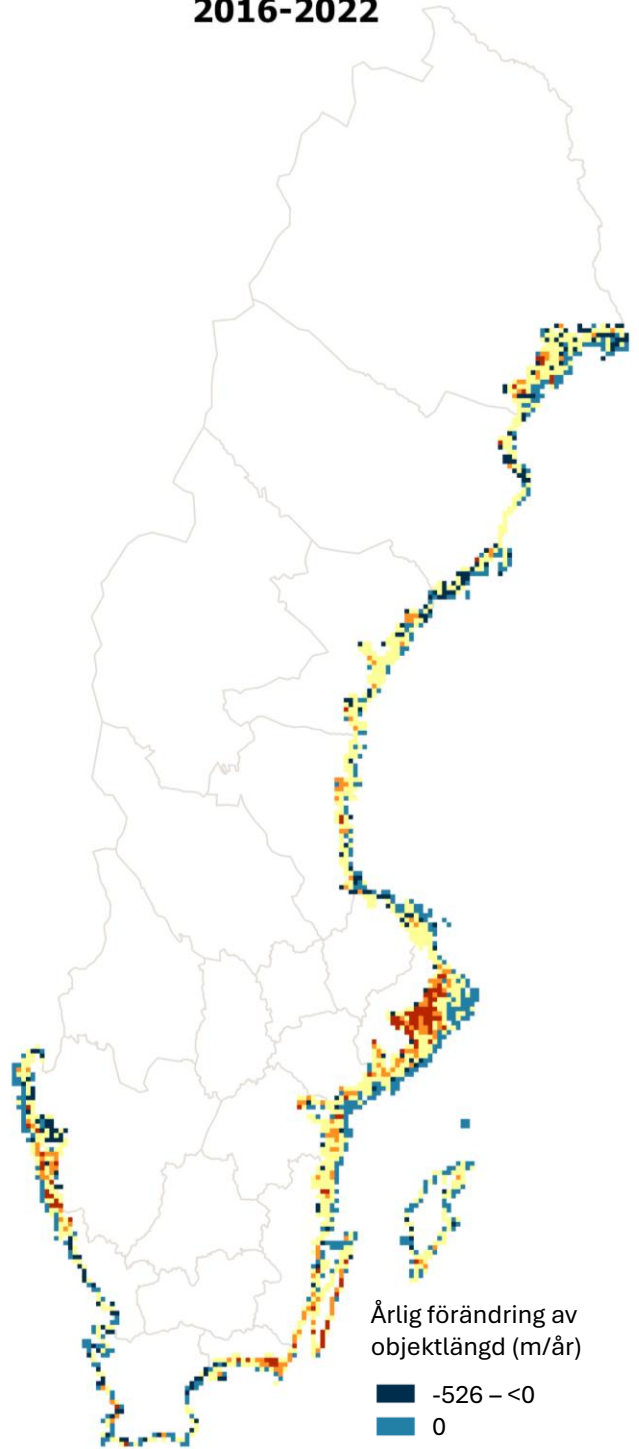 2016-2022
Årlig förändring av
objektlängd (m/år)
-526 – <0
0